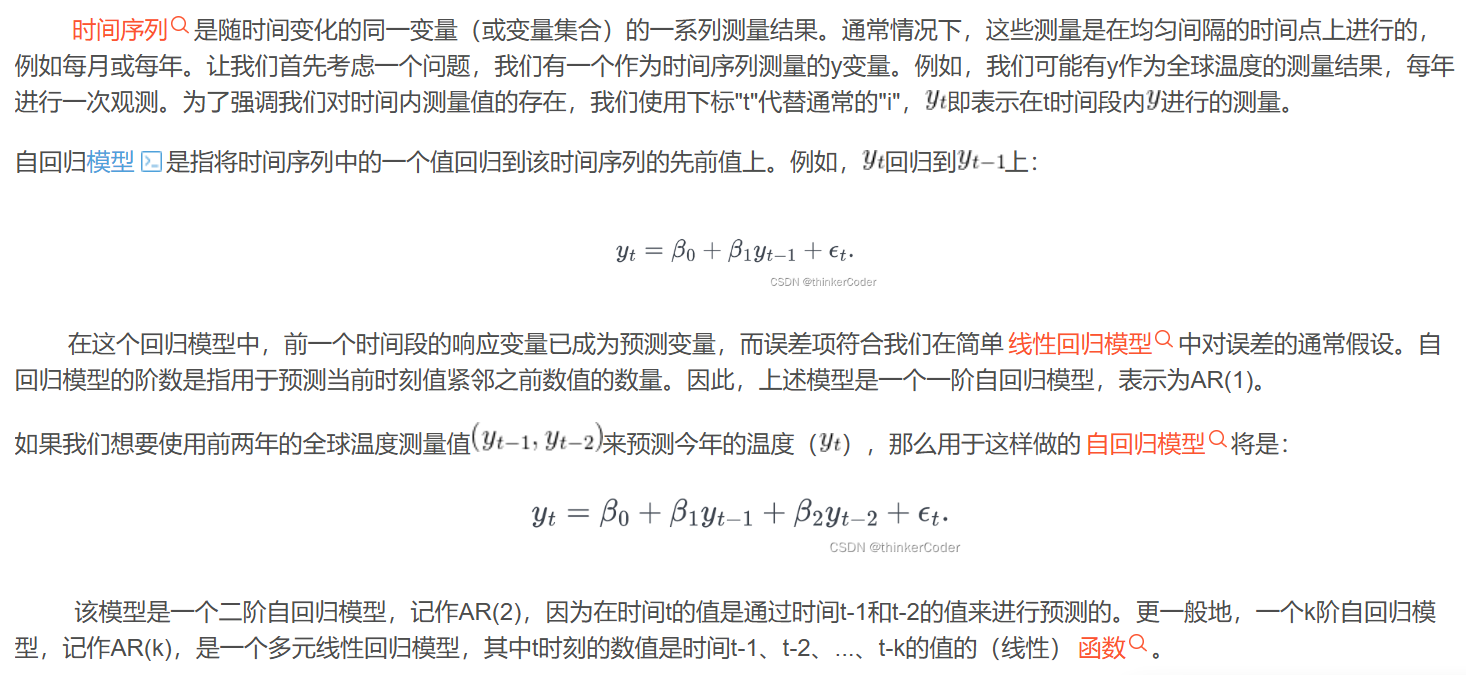 时间序列是随时间变化的同一变量（或变量集合）的一系列测量结果。通常情况下，这些测量是在均匀间隔的时间点上进行的，
例如每月或每年。让我们首先考虑一个问题，我们有一个作为时间序列测量的y变量。例如，我们可能有y作为全球温度的测量结果，每年
进行一次观测。为了强调我们对时间内测量值的存在，我们使用下标"t"代替通常的"i"，yₜ即表示在t时间段内y进行的测量。
自回归模型是指将时间序列中的一个值回归到该时间序列的先前值上。例如，yₜ回归到yₜ₋₁上：
yₜ = β₀ + β₁yₜ₋₁ + ϵₜ.
CSDN @thinkerCoder
在这个回归模型中，前一个时间段的响应变量已成为预测变量，而误差项符合我们在简单线性回归模型中对误差的通常假设。自
回归模型的阶数是指用于预测当前时刻值紧邻之前数值的数量。因此，上述模型是一个一阶自回归模型，表示为AR(1)。
如果我们想要使用前两年的全球温度测量值(yₜ₋₁, yₜ₋₂)来预测今年的温度（yₜ），那么用于这样做的自回归模型将是：
yₜ = β₀ + β₁yₜ₋₁ + β₂yₜ₋₂ + ϵₜ.
CSDN @thinkerCoder
该模型是一个二阶自回归模型，记作AR(2)，因为在时间t的值是通过时间t-1和t-2的值来进行预测的。更一般地，一个k阶自回归模
型，记作AR(k)，是一个多元线性回归模型，其中t时刻的数值是时间t-1、t-2、...、t-k的值的（线性）函数。